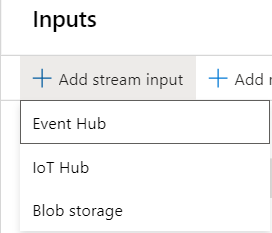 Inputs
+ Add stream input + Add
Event Hub
IoT Hub
Blob storage